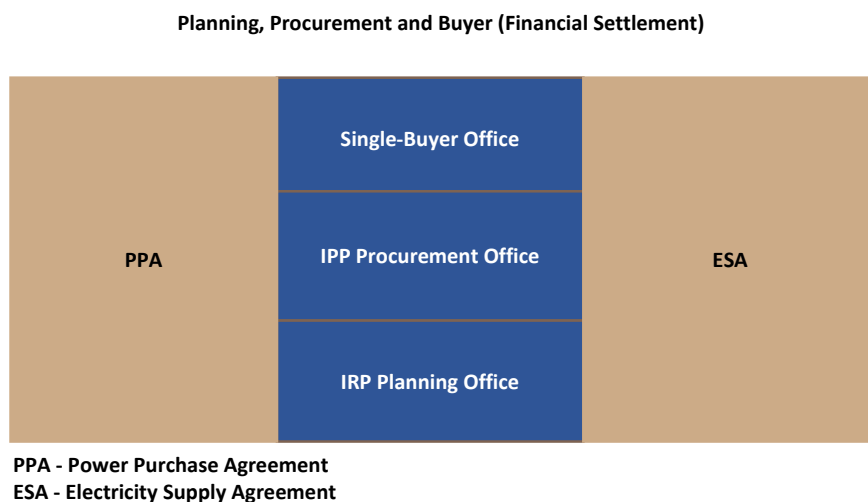 Planning, Procurement and Buyer (Financial Settlement)
Single-Buyer Office
PPA
IPP Procurement Office
ESA
IRP Planning Office
PPA - Power Purchase Agreement
ESA - Electricity Supply Agreement